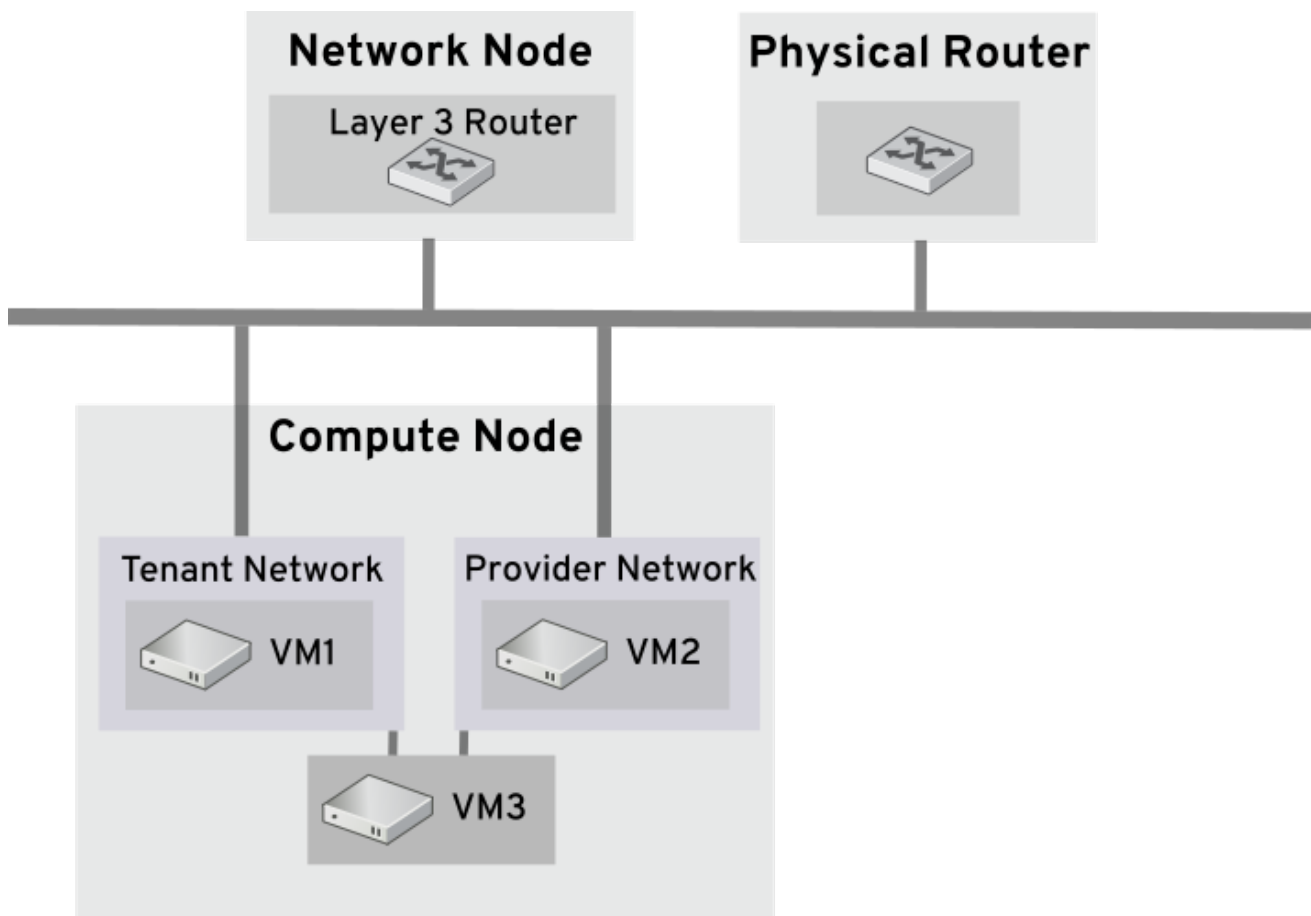 Network Node
Physical Router
Layer 3 Router
Compute Node
Tenant Network
Provider Network
VM1
VM2
VM3